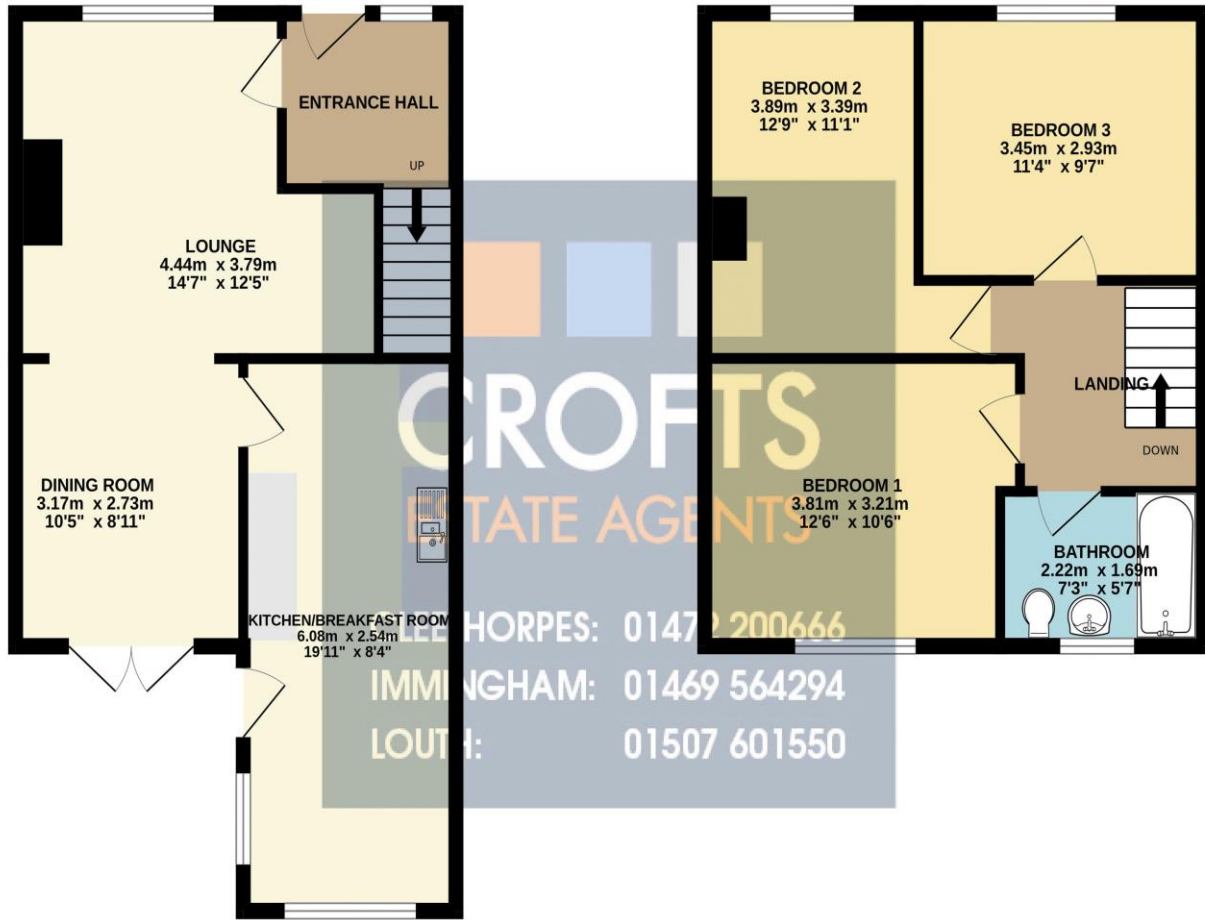 ENTRANCE HALL
UP
LOUNGE
4.44m x 3.79m
14'7" x 12'5"
DINING ROOM
3.17m x 2.73m
10'5" x 8'11"
KITCHEN/BREAKFAST ROOM
6.08m x 2.54m
19'11" x 8'4"
BEDROOM 2
3.89m x 3.39m
12'9" x 11'1"
BEDROOM 3
3.45m x 2.93m
11'4" x 9'7"
LANDING
DOWN
BEDROOM 1
3.81m x 3.21m
12'6" x 10'6"
BATHROOM
2.22m x 1.69m
7'3" x 5'7"
CROFTS
ESTATE AGENTS
CLEETHORPES: 01472 200666
IMMINGHAM: 01469 564294
LOUTH: 01507 601550